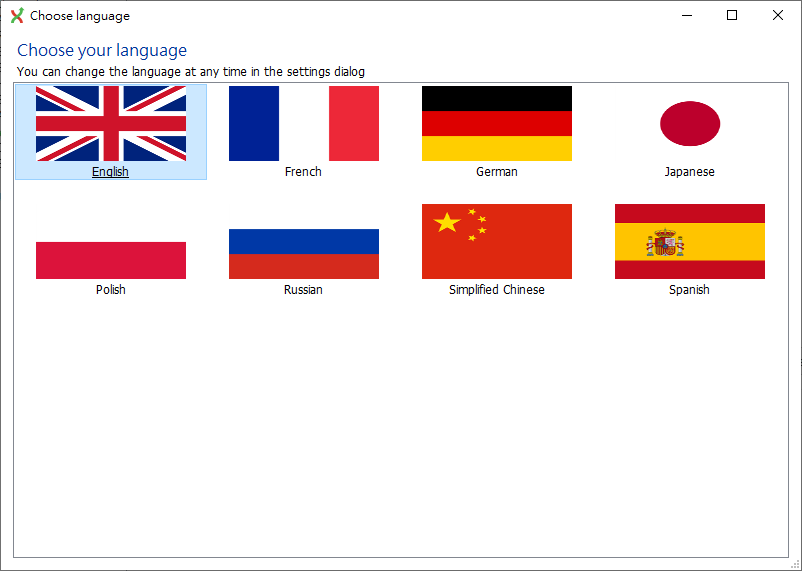 Choose language
Choose your language
You can change the language at any time in the settings dialog
English
French
German
Japanese
Polish
Russian
Simplified Chinese
Spanish